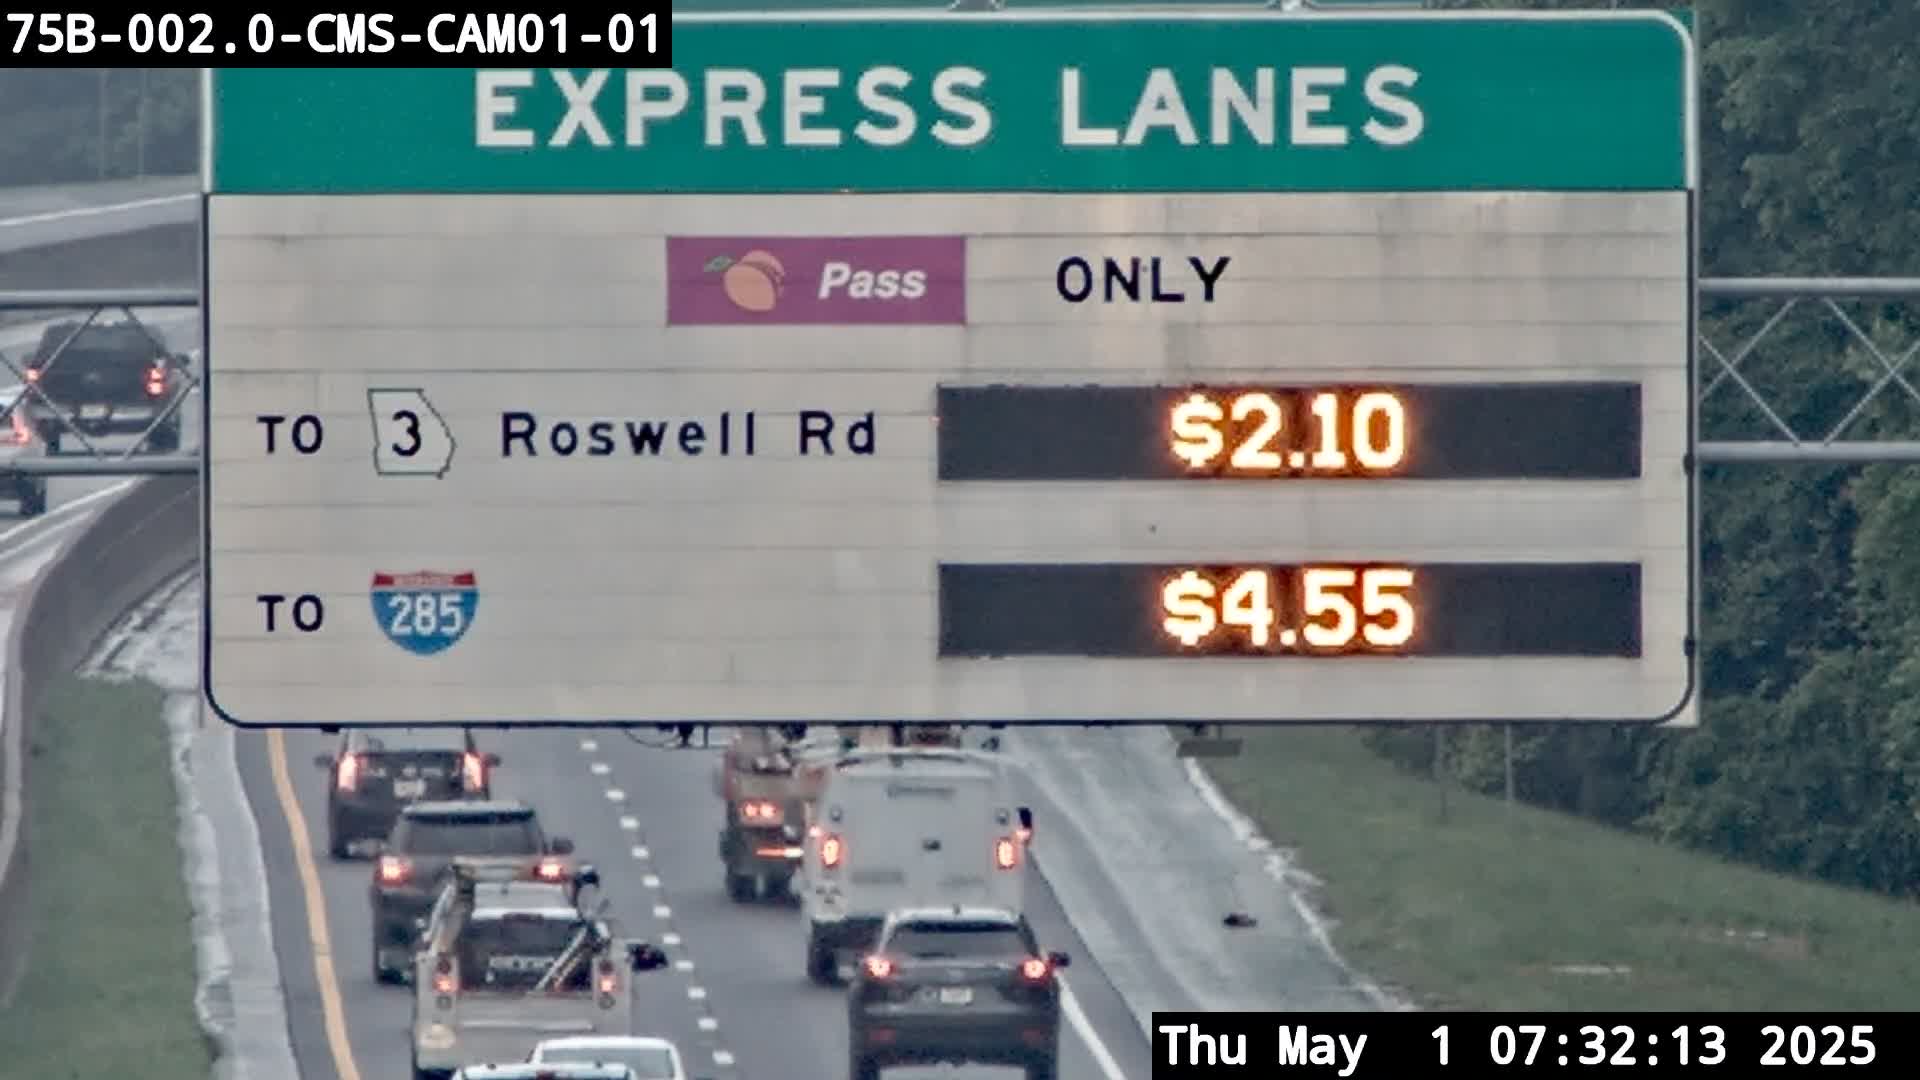 75B-002.0-CMS-CAM01-01
EXPRESS LANES
Pass ONLY
TO 3 Roswell Rd $2.10
TO 285 $4.55
Thu May 1 07:32:13 2025